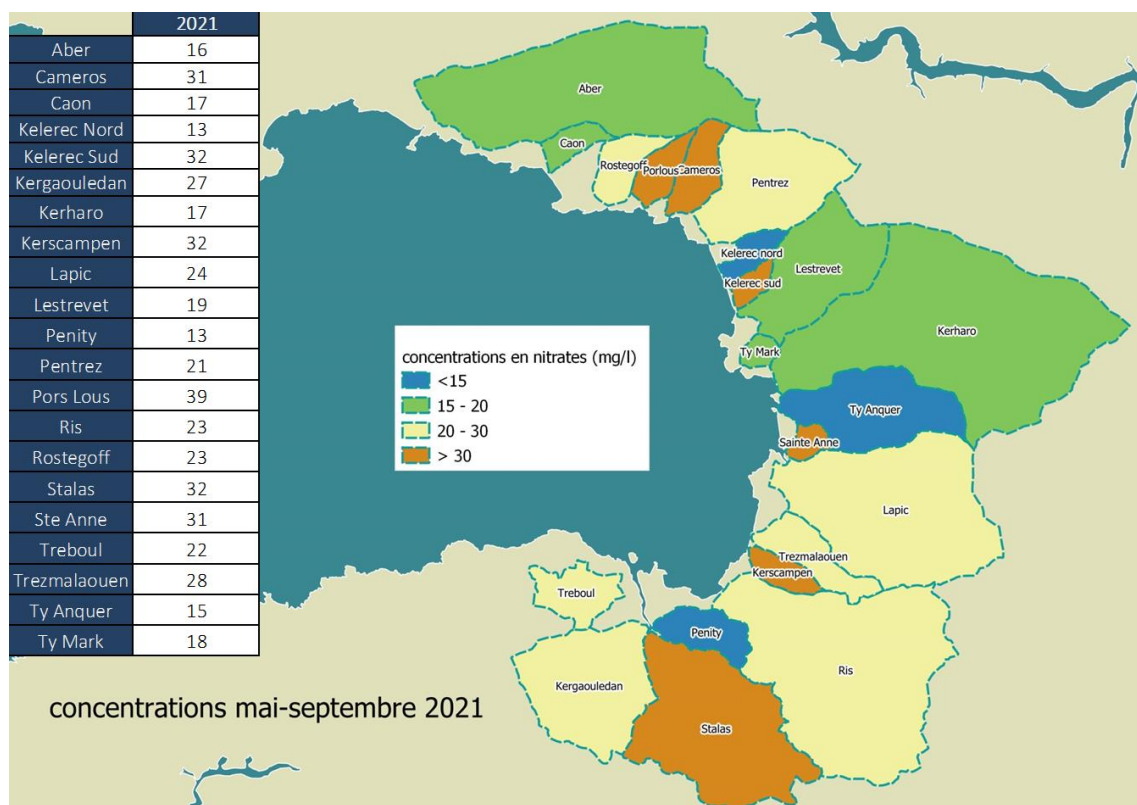 2021
Aber 16
Cameros 31
Caon 17
Kelerec Nord 13
Kelerec Sud 32
Kergaouledan 27
Kerharo 17
Kerscampen 32
Lapic 24
Lestrevet 19
Penity 13
Pentrez 21
Pors Lous 39
Ris 23
Rostegoff 23
Stalas 32
Ste Anne 31
Treboul 22
Trezmalaouen 28
Ty Anquer 15
Ty Mark 18
Aber
Caon
Rostegoff
Porlous
Cameros
Pentrez
Kelerec nord
Kelerec sud
Lestrevet
Kerharo
Ty Mark
Ty Anquer
Sainte Anne
Lapic
Trezmalaouen
Kerscampen
Treboul
Penity
Ris
Kergaouledan
Stalas
concentrations en nitrates (mg/l)
<15
15 - 20
20 - 30
> 30
concentrations mai-septembre 2021